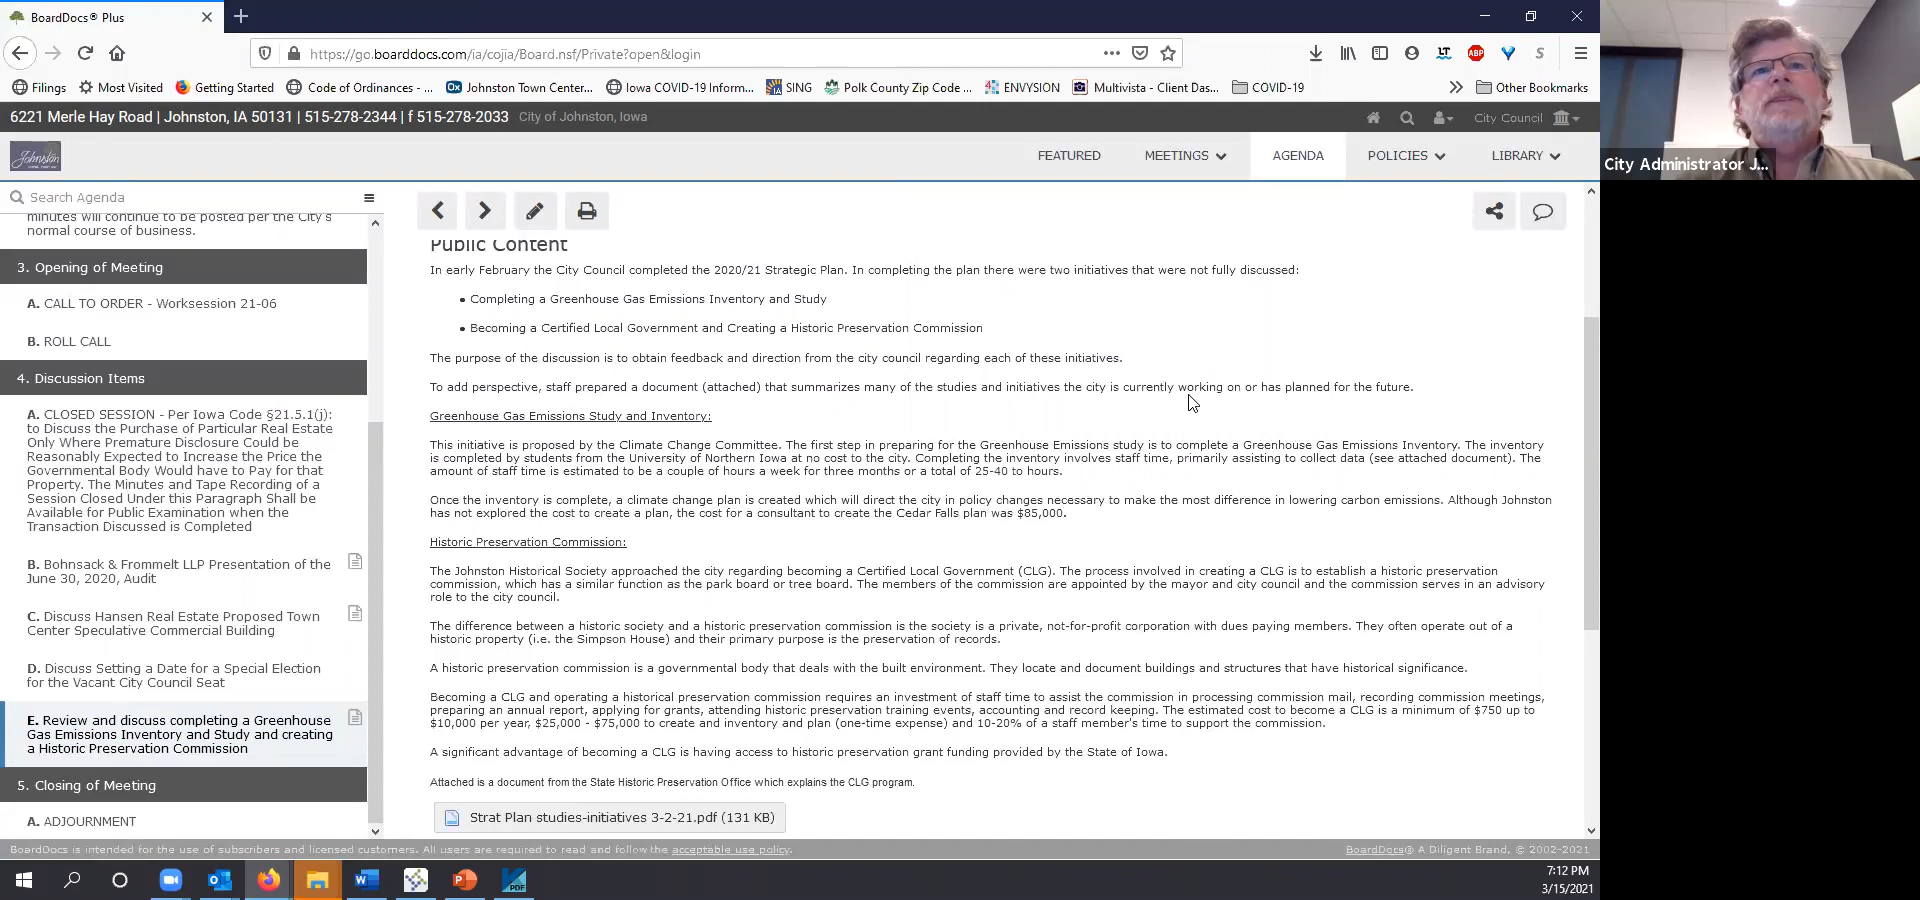 BoardDocs® Plus
https://go.boarddocs.com/ia/cojia/Board.nsf/Private?open&login
Filings Most Visited Getting Started Code of Ordinances - ... Johnston Town Center... Iowa COVID-19 Inform... SING Polk County Zip Code ... ENVYSION Multivista - Client Das... COVID-19 Other Bookmarks
6221 Merle Hay Road | Johnston, IA 50131 | 515-278-2344 | f 515-278-2033 City of Johnston, Iowa
City Council
Johnston
FEATURED MEETINGS AGENDA POLICIES LIBRARY
City Administrator J...
Search Agenda
minutes will continue to be posted per the City's
normal course of business.
3. Opening of Meeting
A. CALL TO ORDER - Worksession 21-06
B. ROLL CALL
4. Discussion Items
A. CLOSED SESSION - Per Iowa Code §21.5.1(j):
to Discuss the Purchase of Particular Real Estate
Only Where Premature Disclosure Could be
Reasonably Expected to Increase the Price the
Governmental Body Would have to Pay for that
Property. The Minutes and Tape Recording of a
Session Closed Under this Paragraph Shall be
Available for Public Examination when the
Transaction Discussed is Completed
B. Bohnsack & Frommelt LLP Presentation of the
June 30, 2020, Audit
C. Discuss Hansen Real Estate Proposed Town
Center Speculative Commercial Building
D. Discuss Setting a Date for a Special Election
for the Vacant City Council Seat
E. Review and discuss completing a Greenhouse
Gas Emissions Inventory and Study and creating
a Historic Preservation Commission
5. Closing of Meeting
A. ADJOURNMENT
Public Content
In early February the City Council completed the 2020/21 Strategic Plan. In completing the plan there were two initiatives that were not fully discussed:
• Completing a Greenhouse Gas Emissions Inventory and Study
• Becoming a Certified Local Government and Creating a Historic Preservation Commission
The purpose of the discussion is to obtain feedback and direction from the city council regarding each of these initiatives.
To add perspective, staff prepared a document (attached) that summarizes many of the studies and initiatives the city is currently working on or has planned for the future.
Greenhouse Gas Emissions Study and Inventory:
This initiative is proposed by the Climate Change Committee. The first step in preparing for the Greenhouse Emissions study is to complete a Greenhouse Gas Emissions Inventory. The inventory
is completed by students from the University of Northern Iowa at no cost to the city. Completing the inventory involves staff time, primarily assisting to collect data (see attached document). The
amount of staff time is estimated to be a couple of hours a week for three months or a total of 25-40 to hours.
Once the inventory is complete, a climate change plan is created which will direct the city in policy changes necessary to make the most difference in lowering carbon emissions. Although Johnston
has not explored the cost to create a plan, the cost for a consultant to create the Cedar Falls plan was $85,000.
Historic Preservation Commission:
The Johnston Historical Society approached the city regarding becoming a Certified Local Government (CLG). The process involved in creating a CLG is to establish a historic preservation
commission, which has a similar function as the park board or tree board. The members of the commission are appointed by the mayor and city council and the commission serves in an advisory
role to the city council.
The difference between a historic society and a historic preservation commission is the society is a private, not-for-profit corporation with dues paying members. They often operate out of a
historic property (i.e. the Simpson House) and their primary purpose is the preservation of records.
A historic preservation commission is a governmental body that deals with the built environment. They locate and document buildings and structures that have historical significance.
Becoming a CLG and operating a historical preservation commission requires an investment of staff time to assist the commission in processing commission mail, recording commission meetings,
preparing an annual report, applying for grants, attending historic preservation training events, accounting and record keeping. The estimated cost to become a CLG is a minimum of $750 up to
$10,000 per year, $25,000 - $75,000 to create and inventory and plan (one-time expense) and 10-20% of a staff member's time to support the commission.
A significant advantage of becoming a CLG is having access to historic preservation grant funding provided by the State of Iowa.
Attached is a document from the State Historic Preservation Office which explains the CLG program.
Strat Plan studies-initiatives 3-2-21.pdf (131 KB)
BoardDocs is intended for the use of subscribers and licensed customers. All users are required to read and follow the acceptable use policy. BoardDocs® A Diligent Brand, © 2002-2021
7:12 PM
3/15/2021